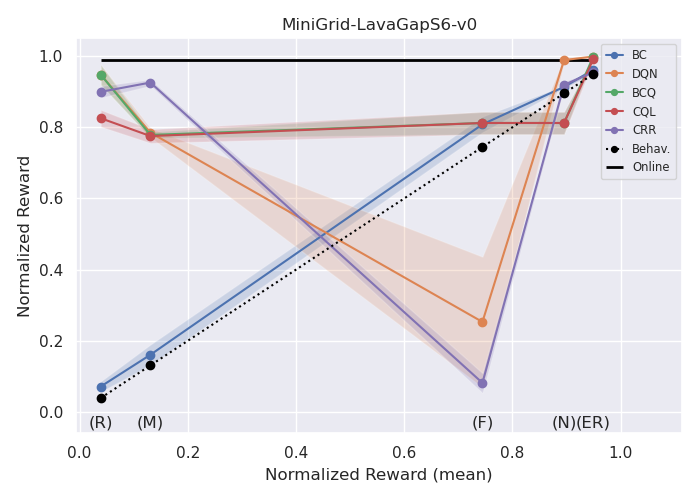 MiniGrid-LavaGapS6-v0
Normalized Reward
1.0
0.8
0.6
0.4
0.2
0.0
BC
DQN
BCQ
CQL
CRR
Behav.
Online
(R) (M) (F) (N) (ER)
0.0 0.2 0.4 0.6 0.8 1.0
Normalized Reward (mean)